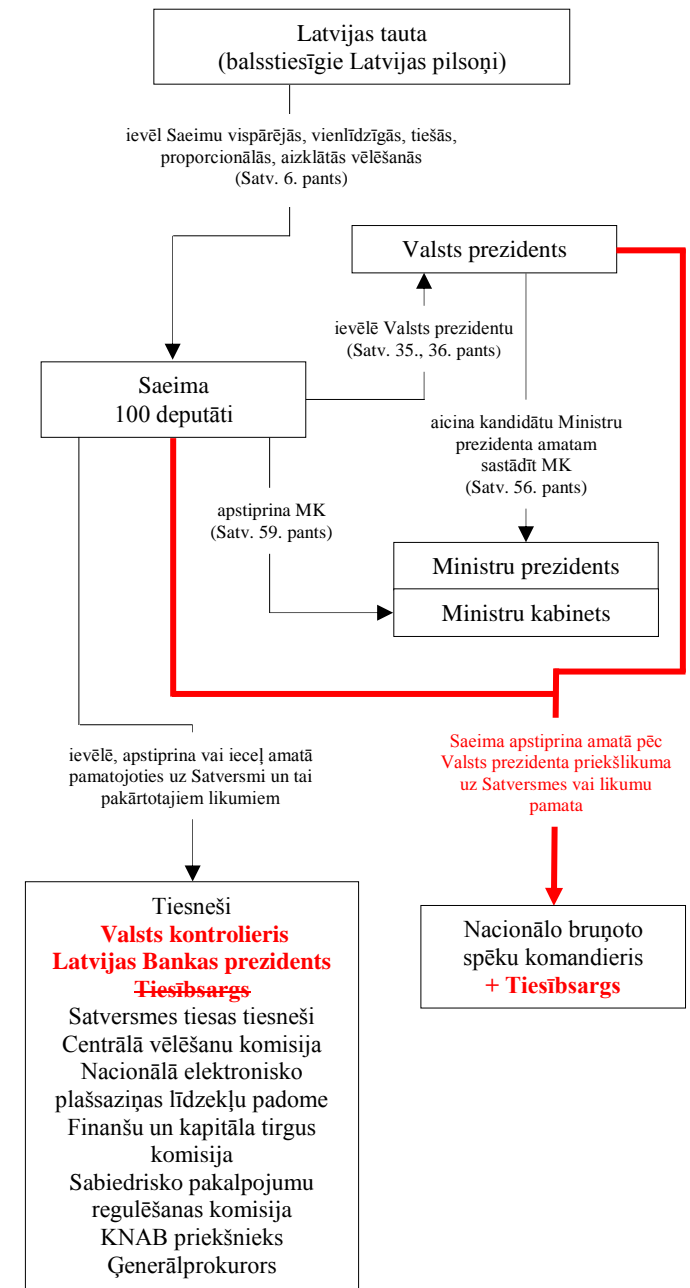 Latvijas tauta
(balsstiesīgie Latvijas pilsoņi)
ievēl Saeimu vispārējās, vienlīdzīgās, tiešās,
proporcionālās, aizklātās vēlēšanās
(Satv. 6. pants)
Valsts prezidents
ievēlē Valsts prezidentu
(Satv. 35., 36. pants)
Saeima
100 deputāti
aicina kandidātu Ministru
prezidenta amatam
sastādīt MK
(Satv. 56. pants)
apstiprina MK
(Satv. 59. pants)
Ministru prezidents
Ministru kabinets
ievēlē, apstiprina vai ieceļ amatā
pamatojoties uz Satversmi un tai
pakārtotajiem likumiem
Saeima apstiprina amatā pēc
Valsts prezidenta priekšlikuma
uz Satversmes vai likumu
pamata
Tiesneši
Valsts kontrolieris
Latvijas Bankas prezidents
Tiesībsargs
Satversmes tiesas tiesneši
Centrālā vēlēšanu komisija
Nacionālā elektronisko
plašsaziņas līdzekļu padome
Finanšu un kapitāla tirgus
komisija
Sabiedrisko pakalpojumu
regulēšanas komisija
KNAB priekšnieks
Ģenerālprokurors
Nacionālo bruņoto
spēku komandieris
+ Tiesībsargs